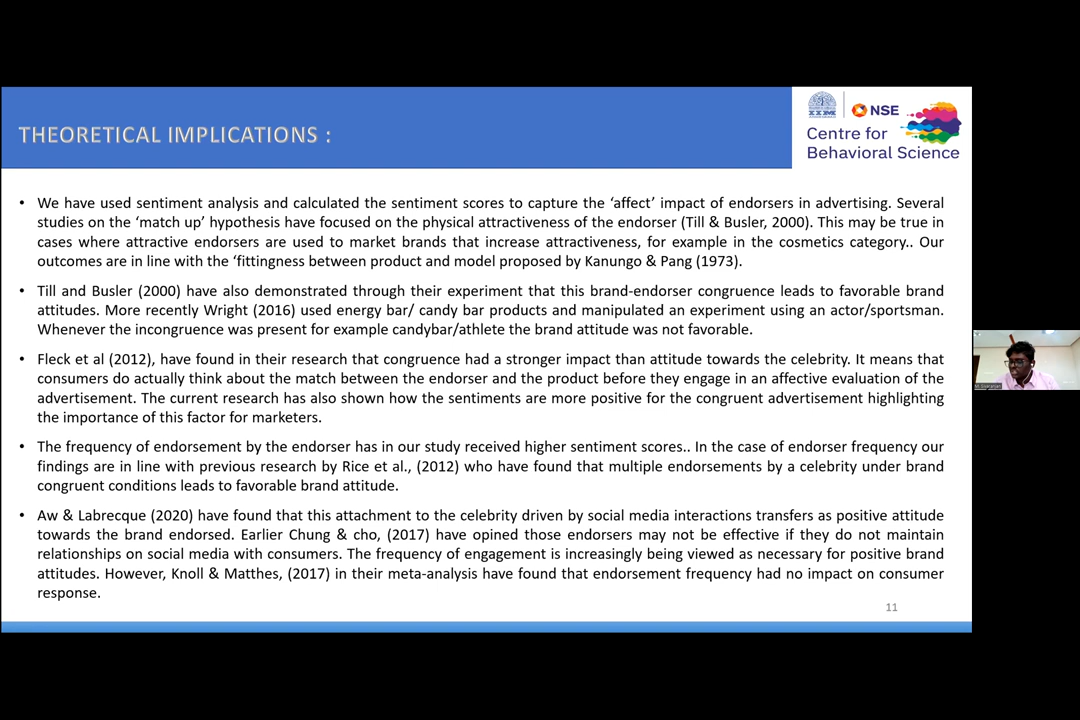 THEORETICAL IMPLICATIONS :
IIM
NSE
Centre for
Behavioral Science
• We have used sentiment analysis and calculated the sentiment scores to capture the ‘affect’ impact of endorsers in advertising. Several
studies on the ‘match up’ hypothesis have focused on the physical attractiveness of the endorser (Till & Busler, 2000). This may be true in
cases where attractive endorsers are used to market brands that increase attractiveness, for example in the cosmetics category.. Our
outcomes are in line with the ‘fittingness between product and model proposed by Kanungo & Pang (1973).
• Till and Busler (2000) have also demonstrated through their experiment that this brand-endorser congruence leads to favorable brand
attitudes. More recently Wright (2016) used energy bar/ candy bar products and manipulated an experiment using an actor/sportsman.
Whenever the incongruence was present for example candybar/athlete the brand attitude was not favorable.
• Fleck et al (2012), have found in their research that congruence had a stronger impact than attitude towards the celebrity. It means that
consumers do actually think about the match between the endorser and the product before they engage in an affective evaluation of the
advertisement. The current research has also shown how the sentiments are more positive for the congruent advertisement highlighting
the importance of this factor for marketers.
• The frequency of endorsement by the endorser has in our study received higher sentiment scores.. In the case of endorser frequency our
findings are in line with previous research by Rice et al., (2012) who have found that multiple endorsements by a celebrity under brand
congruent conditions leads to favorable brand attitude.
• Aw & Labrecque (2020) have found that this attachment to the celebrity driven by social media interactions transfers as positive attitude
towards the brand endorsed. Earlier Chung & cho, (2017) have opined those endorsers may not be effective if they do not maintain
relationships on social media with consumers. The frequency of engagement is increasingly being viewed as necessary for positive brand
attitudes. However, Knoll & Matthes, (2017) in their meta-analysis have found that endorsement frequency had no impact on consumer
response.
11